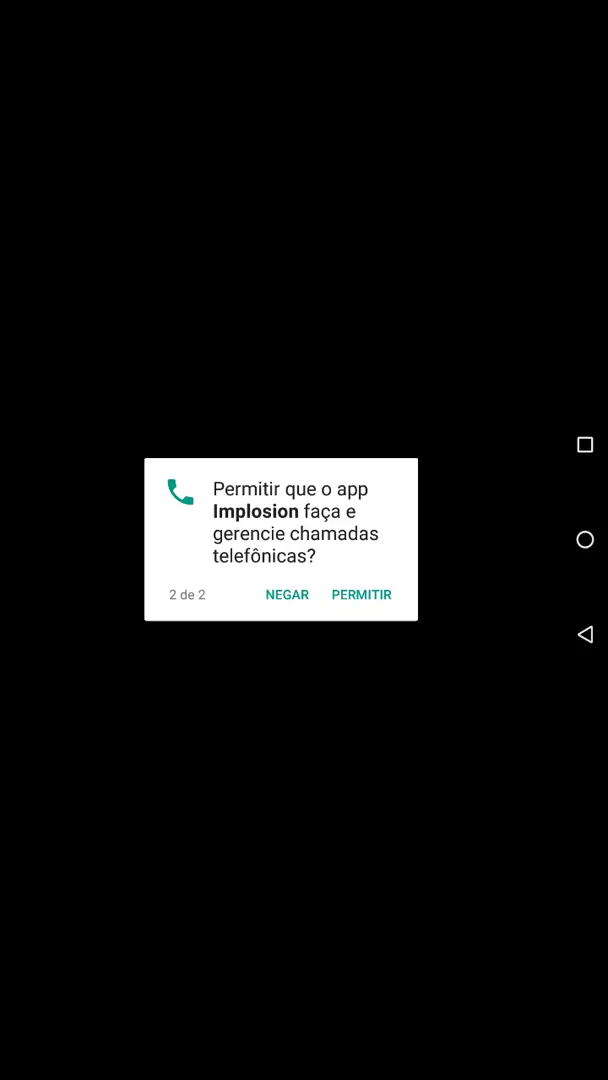 Permitir que o app
Implosion faça e
gerencie chamadas
telefônicas?
2 de 2 NEGAR PERMITIR